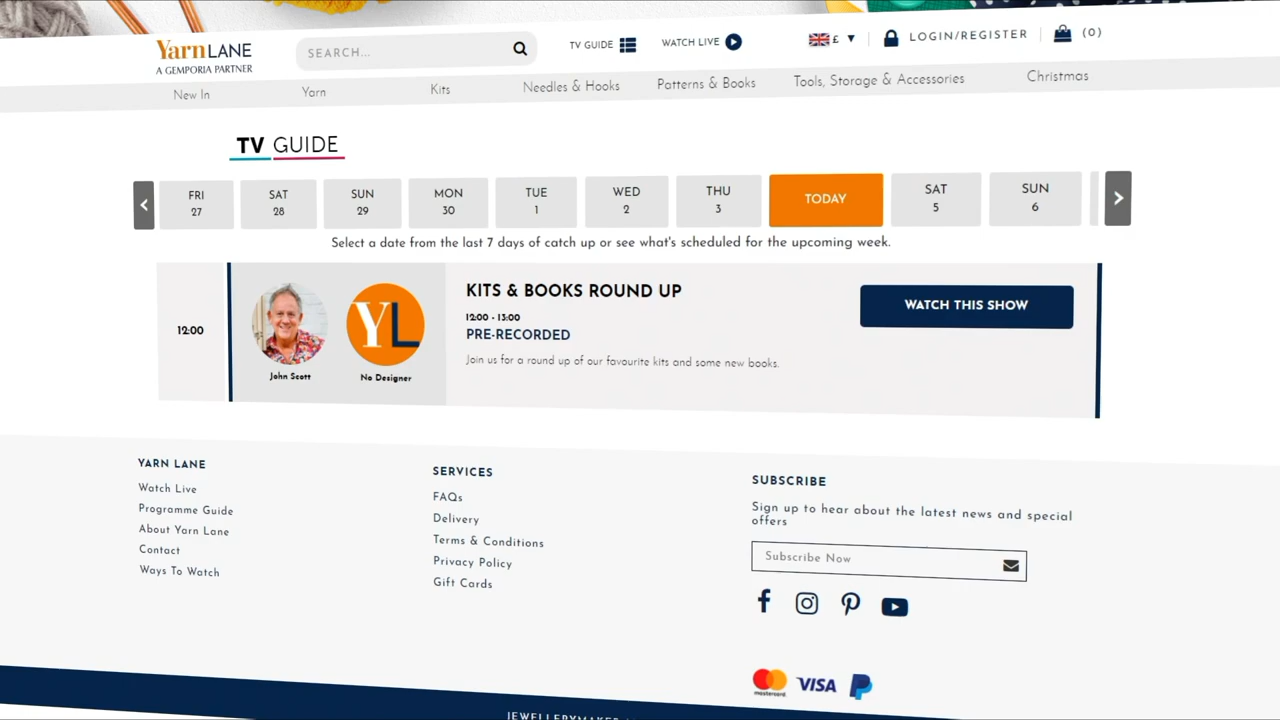 YarnLANE
A GEMPORIA PARTNER
SEARCH...
TV GUIDE
WATCH LIVE
£
LOGIN/REGISTER
(0)
New In
Yarn
Kits
Needles & Hooks
Patterns & Books
Tools, Storage & Accessories
Christmas
TV GUIDE
FRI
27
SAT
28
SUN
29
MON
30
TUE
1
WED
2
THU
3
TODAY
SAT
5
SUN
6
Select a date from the last 7 days of catch up or see what's scheduled for the upcoming week.
12:00
John Scott
YL
No Designer
KITS & BOOKS ROUND UP
12:00 - 13:00
PRE-RECORDED
Join us for a round up of our favourite kits and some new books.
WATCH THIS SHOW
YARN LANE
Watch Live
Programme Guide
About Yarn Lane
Contact
Ways To Watch
SERVICES
FAQs
Delivery
Terms & Conditions
Privacy Policy
Gift Cards
SUBSCRIBE
Sign up to hear about the latest news and special
offers
Subscribe Now
mastercard
VISA